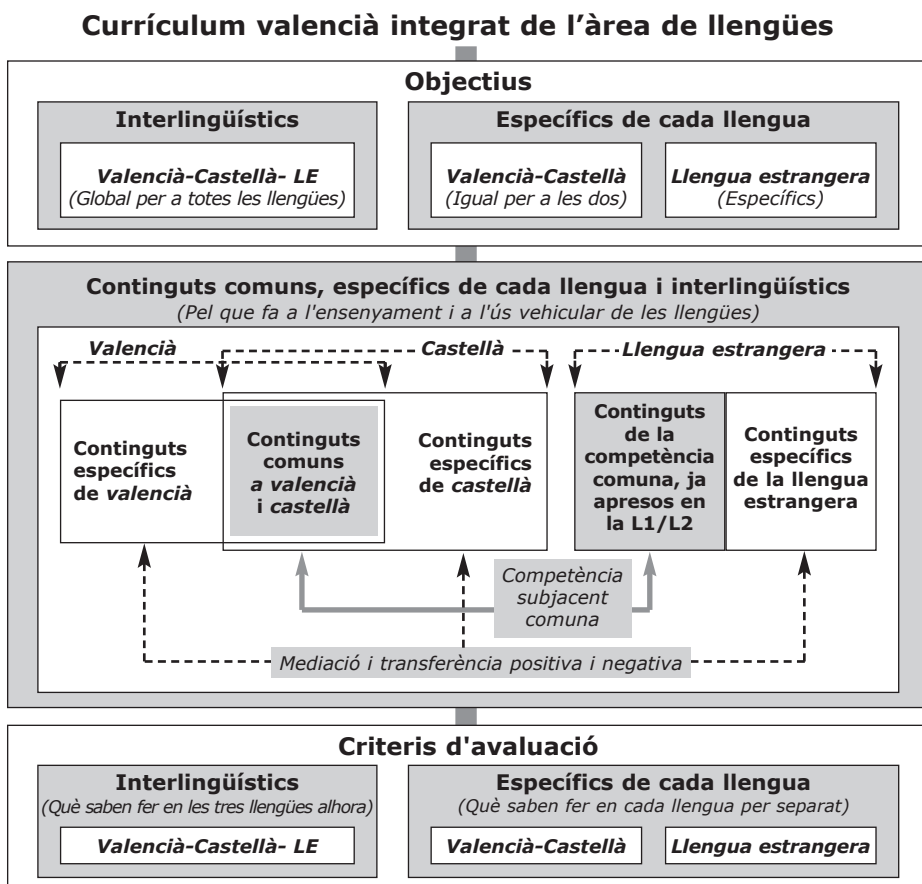 Currículum valencià integrat de l’àrea de llengües
Objectius
Interlingüístics
Valencià-Castellà- LE
(Global per a totes les llengües)
Específics de cada llengua
Valencià-Castellà
(Igual per a les dos)
Llengua estrangera
(Específics)
Continguts comuns, específics de cada llengua i interlingüístics
(Pel que fa a l'ensenyament i a l'ús vehicular de les llengües)
Valencià
Castellà
Llengua estrangera
Continguts
específics
de valencià
Continguts
comuns
a valencià
i castellà
Continguts
específics
de castellà
Continguts
de la
competència
comuna, ja
apresos en
la L1/L2
Continguts
específics
de la llengua
estrangera
Competència
subjacent
comuna
Mediació i transferència positiva i negativa
Criteris d'avaluació
Interlingüístics
(Què saben fer en les tres llengües alhora)
Valencià-Castellà- LE
Específics de cada llengua
(Què saben fer en cada llengua per separat)
Valencià-Castellà
Llengua estrangera